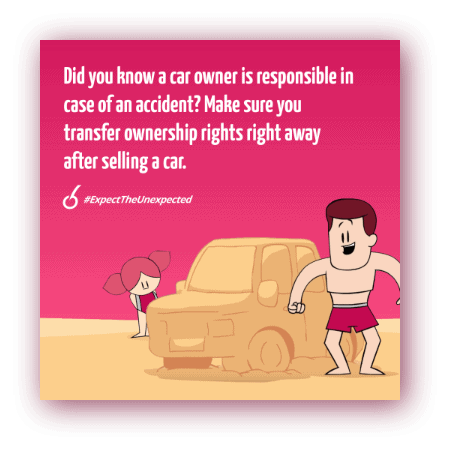 Did you know a car owner is responsible in
case of an accident? Make sure you
transfer ownership rights right away
after selling a car.
#ExpectTheUnexpected